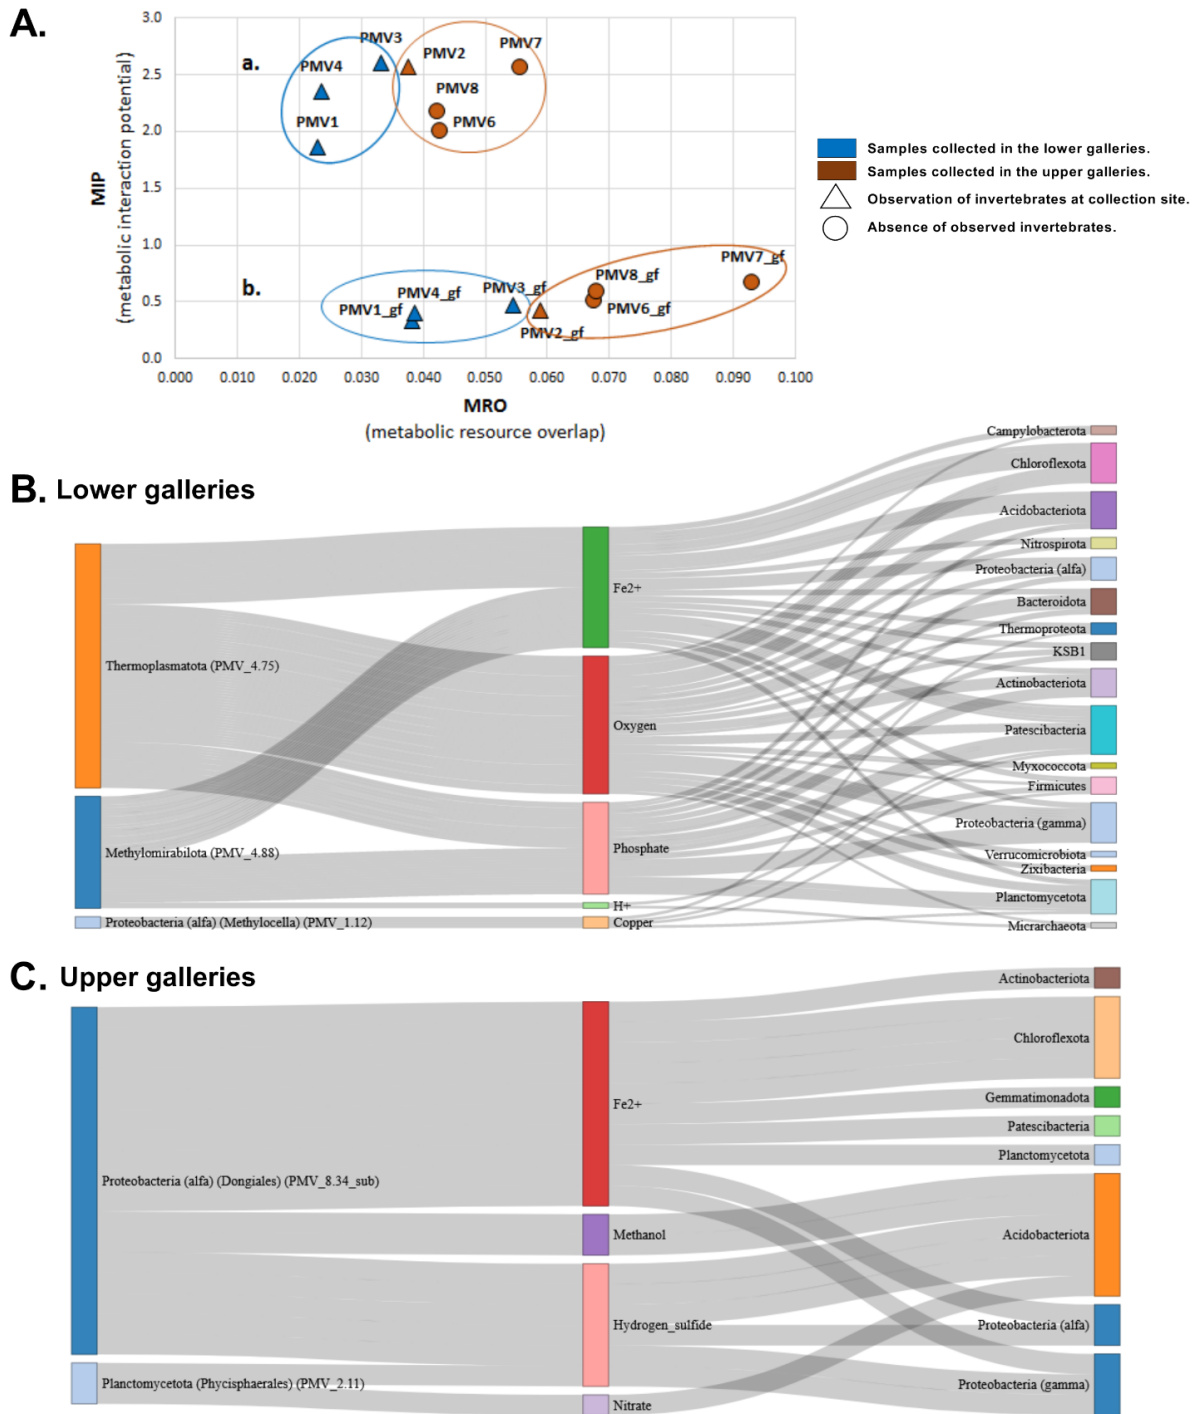 A.
MIP
(metabolic interaction potential)
3.0
2.5
2.0
1.5
1.0
0.5
0.0
a.
PMV3
PMV2
PMV7
PMV4
PMV8
PMV1
PMV6
b.
PMV7_gf
PMV8_gf
PMV3_gf
PMV4_gf
PMV1_gf
PMV6_gf
PMV2_gf
0.000 0.010 0.020 0.030 0.040 0.050 0.060 0.070 0.080 0.090 0.100
MRO
(metabolic resource overlap)
Samples collected in the lower galleries.
Samples collected in the upper galleries.
Observation of invertebrates at collection site.
Absence of observed invertebrates.
B. Lower galleries
Thermoplasmatota (PMV_4.75)
Methylomirabilota (PMV_4.88)
Proteobacteria (alfa) (Methylocella) (PMV_1.12)
Fe2+
Oxygen
Phosphate
H+
Copper
Campylobacterota
Chloroflexota
Acidobacteriota
Nitrospirota
Proteobacteria (alfa)
Bacteroidota
Thermoproteota
KSB1
Actinobacteriota
Patescibacteria
Myxococcota
Firmicutes
Proteobacteria (gamma)
Verrucomicrobiota
Zixibacteria
Planctomycetota
Micrarchaeota
C. Upper galleries
Proteobacteria (alfa) (Dongiales) (PMV_8.34_sub)
Planctomycetota (Phycisphaerales) (PMV_2.11)
Fe2+
Methanol
Hydrogen_sulfide
Nitrate
Actinobacteriota
Chloroflexota
Gemmatimonadota
Patescibacteria
Planctomycetota
Acidobacteriota
Proteobacteria (alfa)
Proteobacteria (gamma)